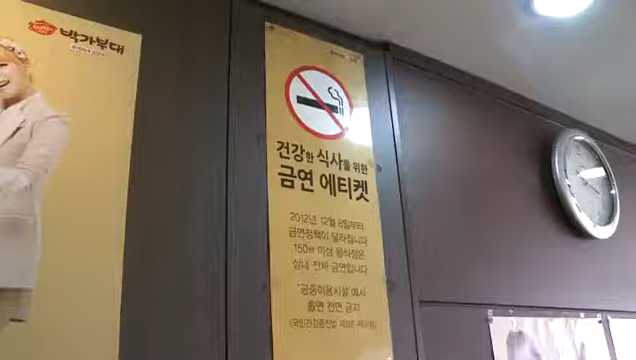 박가부대
건강한 식사를 위한
금연 에티켓
2012년 12월 8일부터
금연정책이 달라집니다
150㎡ 이상 음식점은
실내 전체 금연입니다
'공중이용시설'에서
흡연 전면 금지